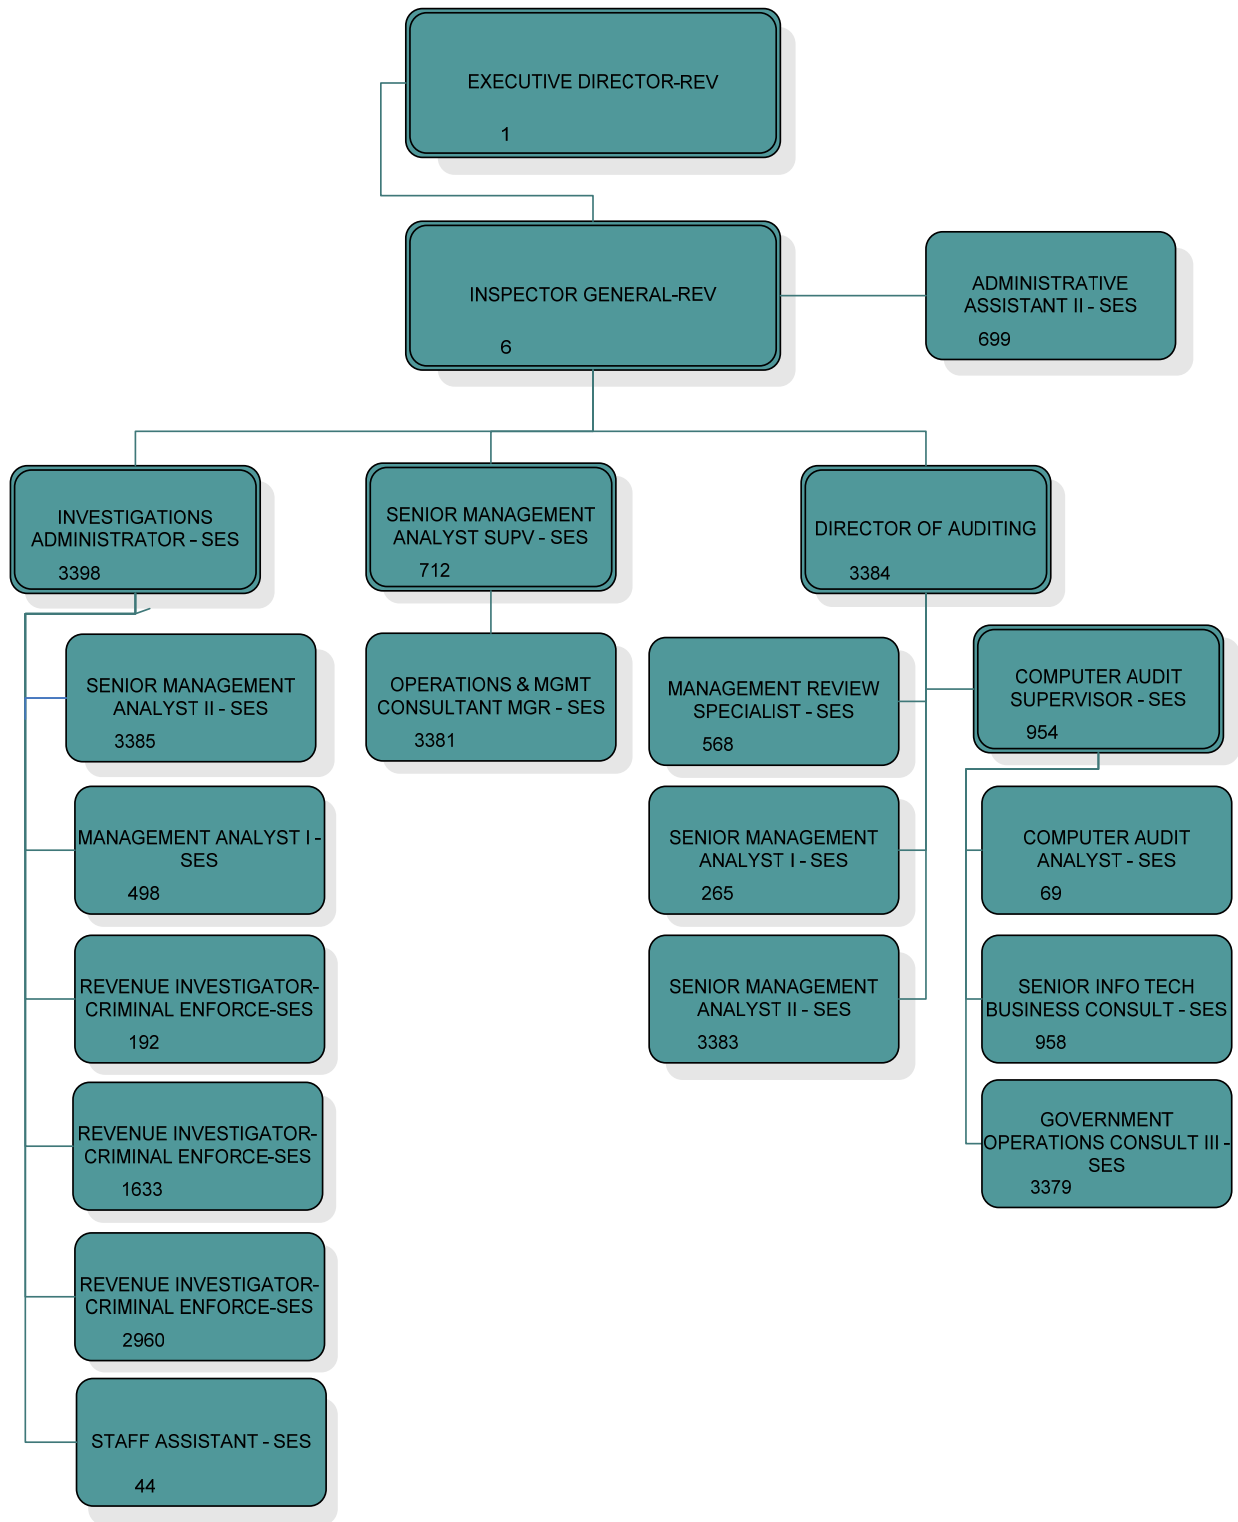 EXECUTIVE DIRECTOR-REV
1
INSPECTOR GENERAL-REV
6
ADMINISTRATIVE
ASSISTANT II - SES
699
INVESTIGATIONS
ADMINISTRATOR - SES
3398
SENIOR MANAGEMENT
ANALYST SUPV - SES
712
DIRECTOR OF AUDITING
3384
SENIOR MANAGEMENT
ANALYST II - SES
3385
MANAGEMENT ANALYST I -
SES
498
REVENUE INVESTIGATOR-
CRIMINAL ENFORCE-SES
192
REVENUE INVESTIGATOR-
CRIMINAL ENFORCE-SES
1633
REVENUE INVESTIGATOR-
CRIMINAL ENFORCE-SES
2960
STAFF ASSISTANT - SES
44
OPERATIONS & MGMT
CONSULTANT MGR - SES
3381
MANAGEMENT REVIEW
SPECIALIST - SES
568
SENIOR MANAGEMENT
ANALYST I - SES
265
SENIOR MANAGEMENT
ANALYST II - SES
3383
COMPUTER AUDIT
SUPERVISOR - SES
954
COMPUTER AUDIT
ANALYST - SES
69
SENIOR INFO TECH
BUSINESS CONSULT - SES
958
GOVERNMENT
OPERATIONS CONSULT III -
SES
3379